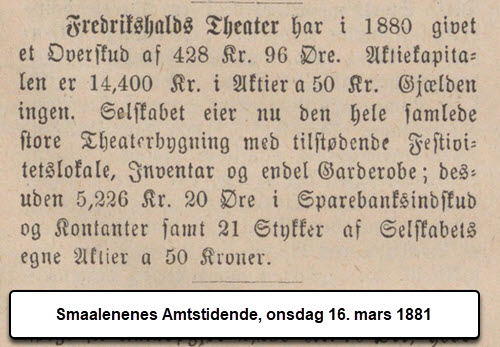 Fredrikshalds Theater har i 1880 givet
et Overskud af 428 Kr. 96 Øre. Aktiekapita-
len er 14,400 Kr. i Aktier a 50 Kr. Gjælden
ingen. Selskabet eier nu den hele samlede
store Theaterbygning med tilstødende Festivi-
tetslokale, Inventar og endel Garderobe; des-
uden 5,226 Kr. 20 Øre i Sparebanksindskud
og Kontanter samt 21 Stykker af Selskabets
egne Aktier a 50 Kroner.
Smaalenenes Amtstidende, onsdag 16. mars 1881